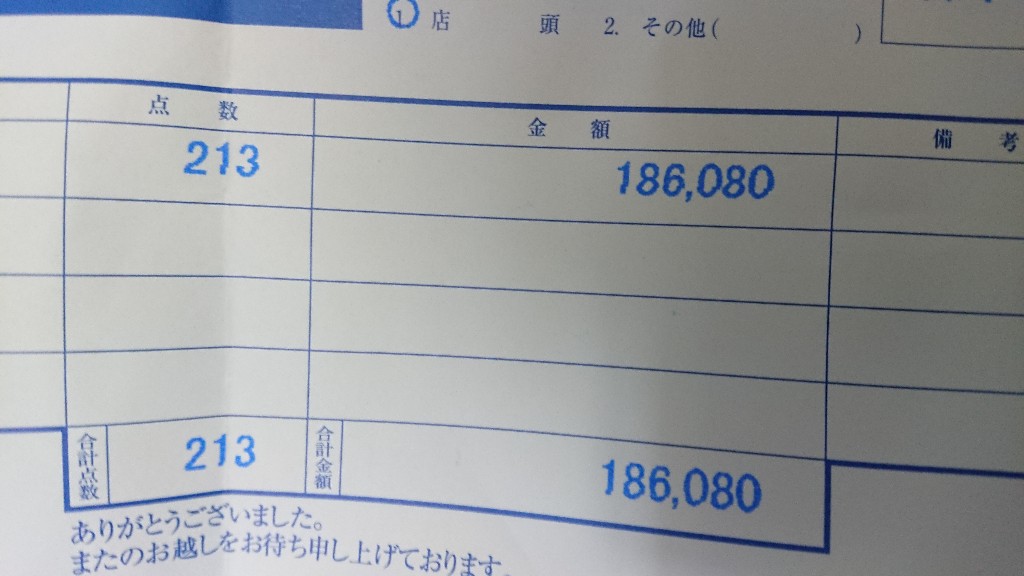 ① 店頭 2. その他( )
点数 金額 備考
213 186,080
合計点数 213 合計金額 186,080
ありがとうございました。
またのお越しをお待ち申し上げております。